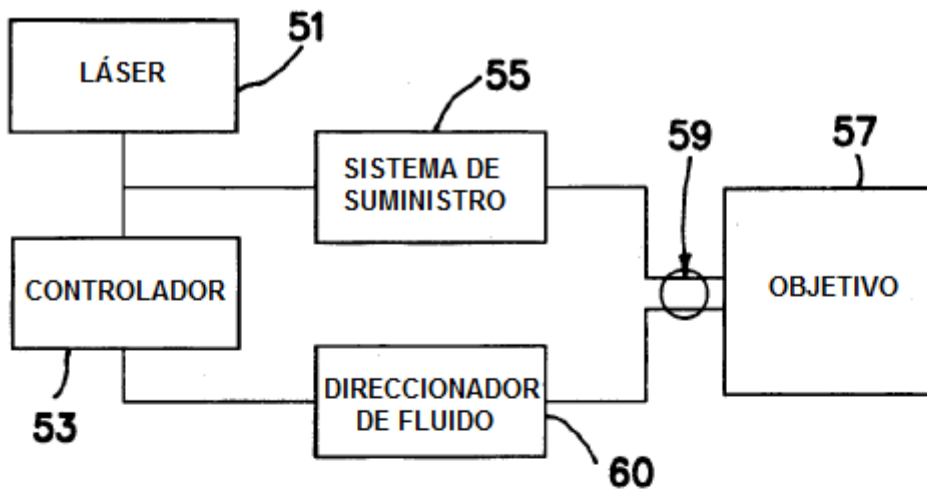 LÁSER
51
55
SISTEMA DE
SUMINISTRO
59
57
CONTROLADOR
OBJETIVO
53
DIRECCIONADOR
DE FLUIDO
60